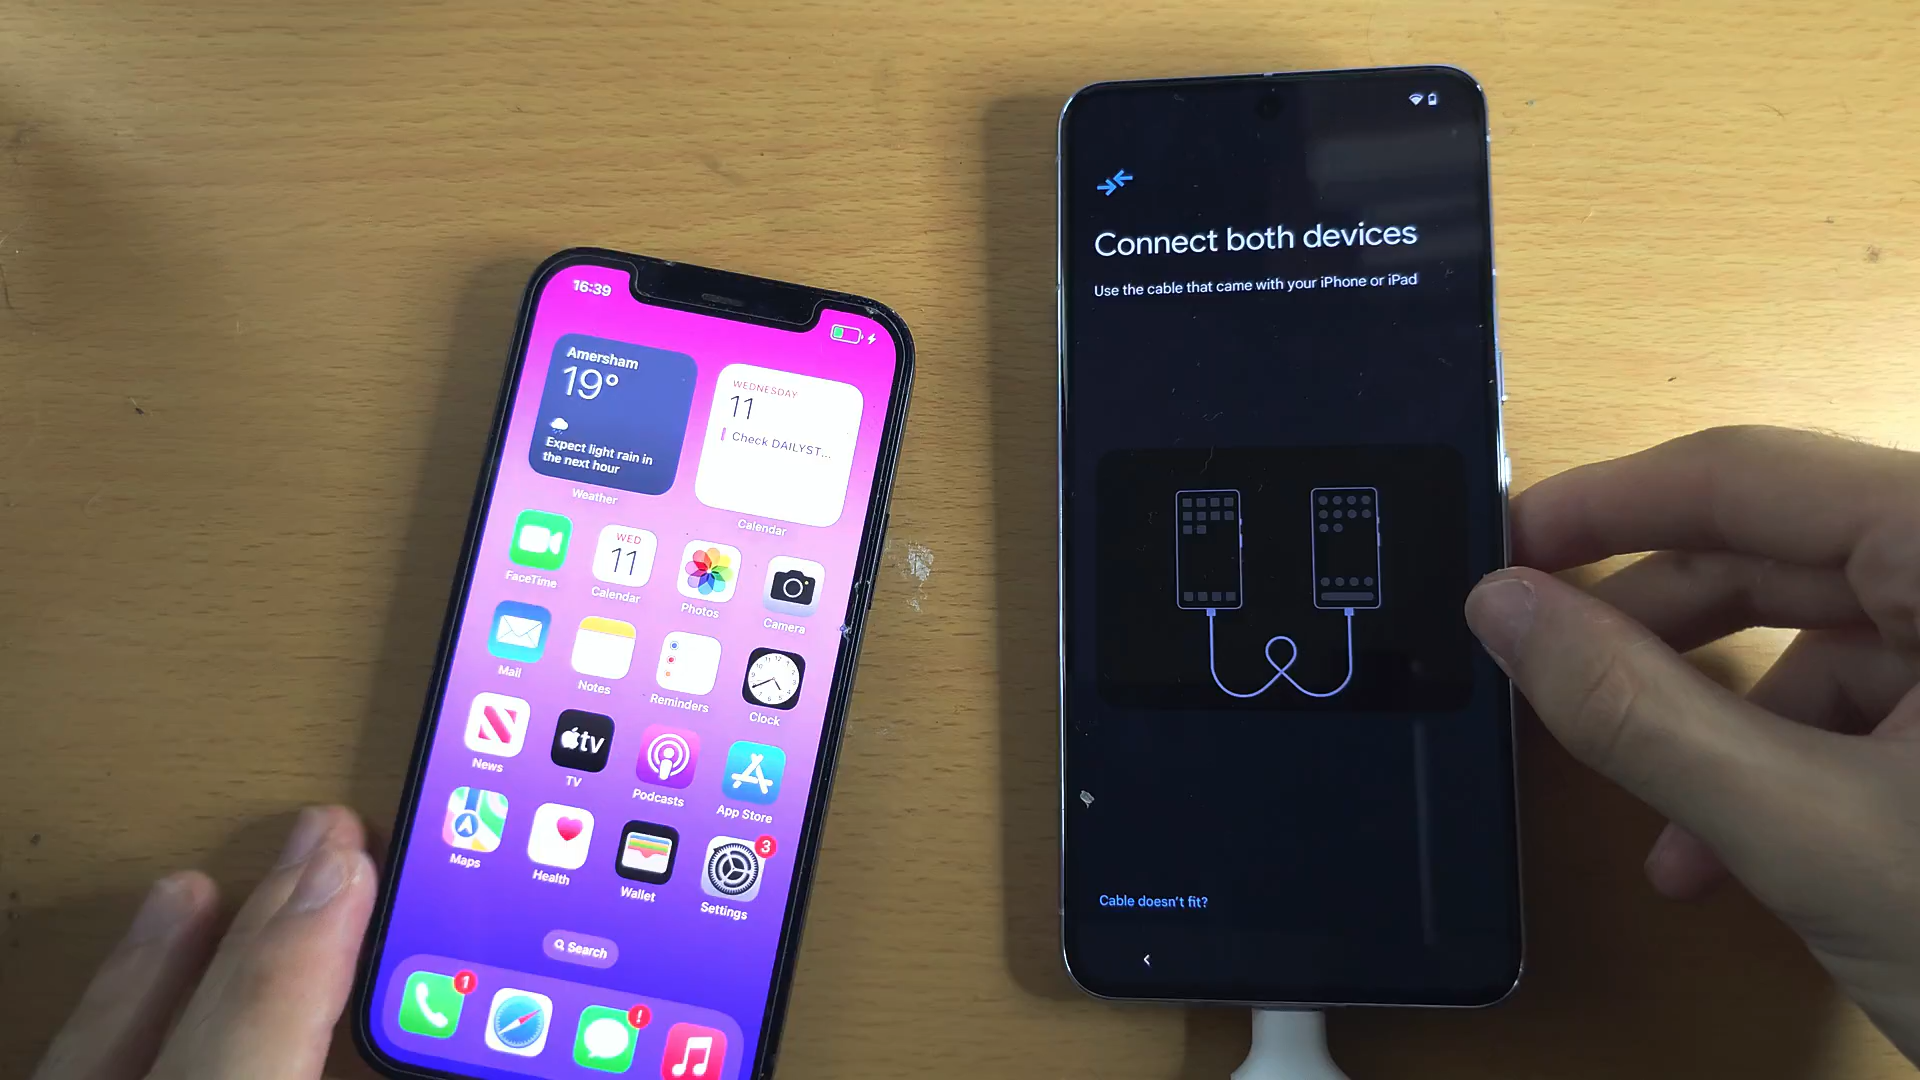 16:39
Amersham
19°
Expect light rain in
the next hour
Weather
WEDNESDAY
11
Check DAILYST...
Calendar
FaceTime
WED
11
Calendar
Photos
Camera
Mail
Notes
Reminders
Clock
News
tv
TV
Podcasts
App Store
Maps
Health
Wallet
3
Settings
Search
1
!
Connect both devices
Use the cable that came with your iPhone or iPad
Cable doesn't fit?